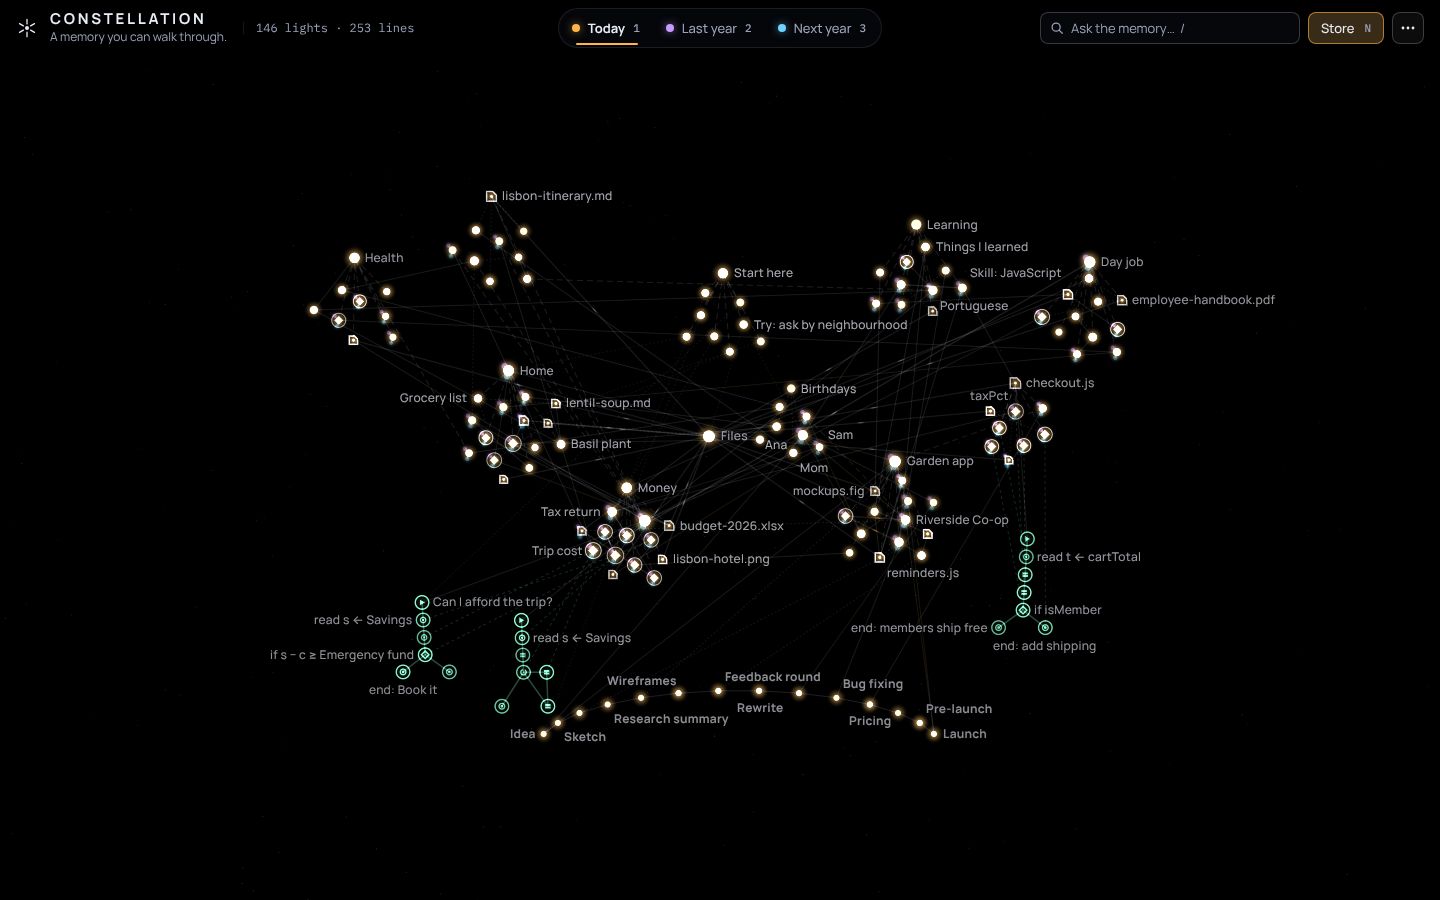 CONSTELLATION
A memory you can walk through.
146 lights · 253 lines
Today 1
Last year 2
Next year 3
Ask the memory… /
Store N
lisbon-itinerary.md
Learning
Things I learned
Health
Start here
Skill: JavaScript
Day job
employee-handbook.pdf
Portuguese
Try: ask by neighbourhood
Home
checkout.js
Birthdays
taxPct
Grocery list
lentil-soup.md
Files
Sam
Ana
Basil plant
Mom
Garden app
Money
mockups.fig
Tax return
budget-2026.xlsx
Riverside Co-op
Trip cost
lisbon-hotel.png
reminders.js
read t ← cartTotal
Can I afford the trip?
if isMember
read s ← Savings
end: members ship free
read s ← Savings
end: add shipping
if s − c ≥ Emergency fund
end: Book it
Feedback round
Wireframes
Bug fixing
Rewrite
Pre-launch
Research summary
Pricing
Idea
Sketch
Launch